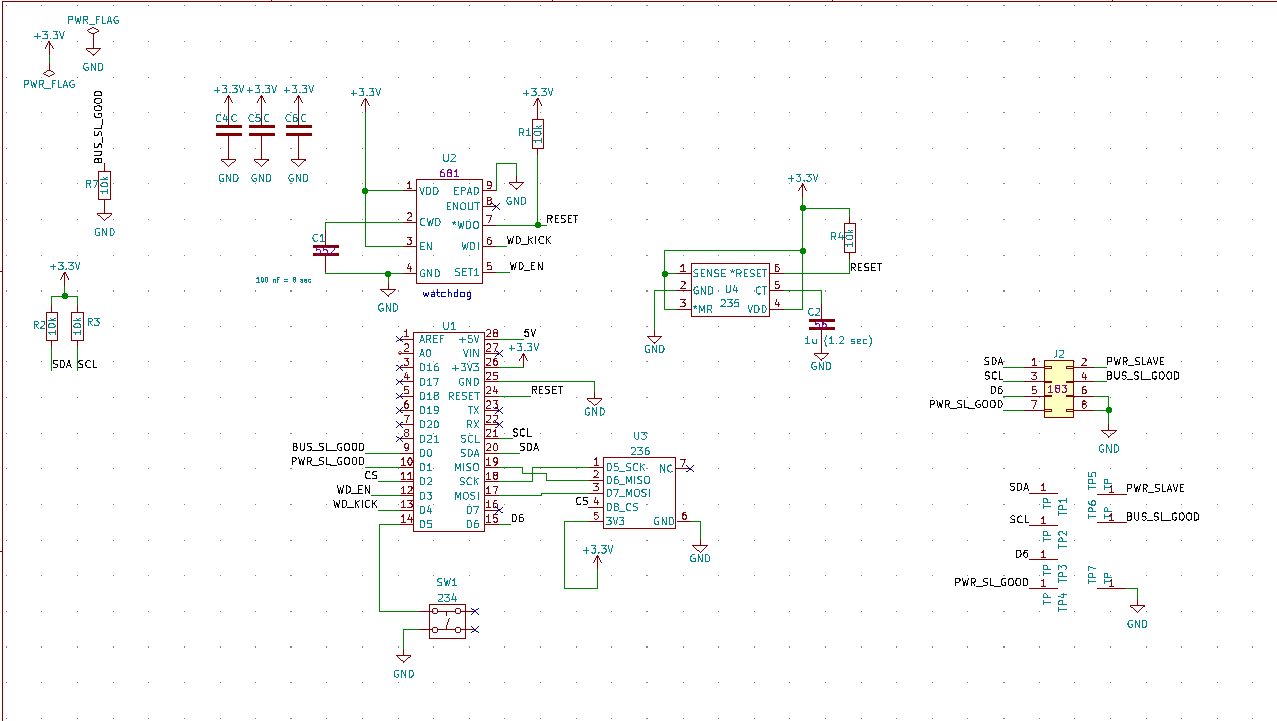 PWR_FLAG
+3.3V
GND
PWR_FLAG
BUS_SL_GOOD
R7
10k
GND
+3.3V
R2
10k
10k
R3
SDA SCL
+3.3V +3.3V +3.3V
C4 C C5 C C6 C
GND GND GND
+3.3V
+3.3V
R1
10k
U2
681
1 VDD EPAD 9
ENOUT 8
GND
2 CWD *WDO 7 RESET
3 EN WDI 6 WD_KICK
4 GND SET1 5 WD_EN
watchdog
C1
100 nf = 8 sec
GND
U1
1 AREF +5V 28 5V
2 A0 VIN 27 +3.3V
3 D16 +3V3 26
4 D17 GND 25
5 D18 RESET 24 RESET
6 D19 TX 23
7 D20 RX 22
8 D21 SCL 21 SCL
BUS_SL_GOOD 9 D0 SDA 20 SDA
PWR_SL_GOOD 10 D1 MISO 19
CS 11 D2 SCK 18
WD_EN 12 D3 MOSI 17
WD_KICK 13 D4 D7 16
14 D5 D6 15 D6
GND
U3
236
1 D5_SCK NC 7
2 D6_MISO
3 D7_MOSI
CS 4 D8_CS
5 3V3 GND 6
+3.3V
GND
SW1
234
GND
+3.3V
R4
10k
RESET
1 SENSE *RESET 6
2 GND U4 CT 5
3 *MR 235 VDD 4
GND
C2
1u (1.2 sec)
GND
J2
183
SDA 1 2 PWR_SLAVE
SCL 3 4 BUS_SL_GOOD
D6 5 6
PWR_SL_GOOD 7 8
GND
SDA 1 TP TP1
SCL 1 TP TP2
D6 1 TP TP3
PWR_SL_GOOD 1 TP TP4
TP5 TP 1 PWR_SLAVE
TP6 TP 1 BUS_SL_GOOD
TP7 TP 1
GND